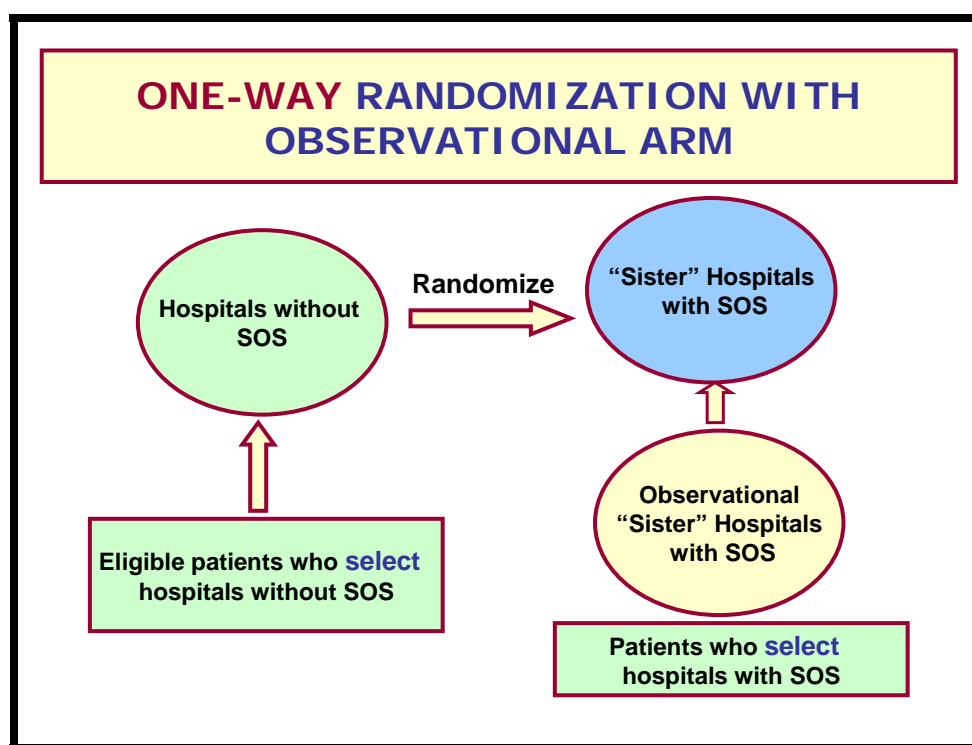 ONE-WAY RANDOMIZATION WITH
OBSERVATIONAL ARM
Hospitals without
SOS
Randomize
“Sister” Hospitals
with SOS
Eligible patients who select
hospitals without SOS
Observational
“Sister” Hospitals
with SOS
Patients who select
hospitals with SOS